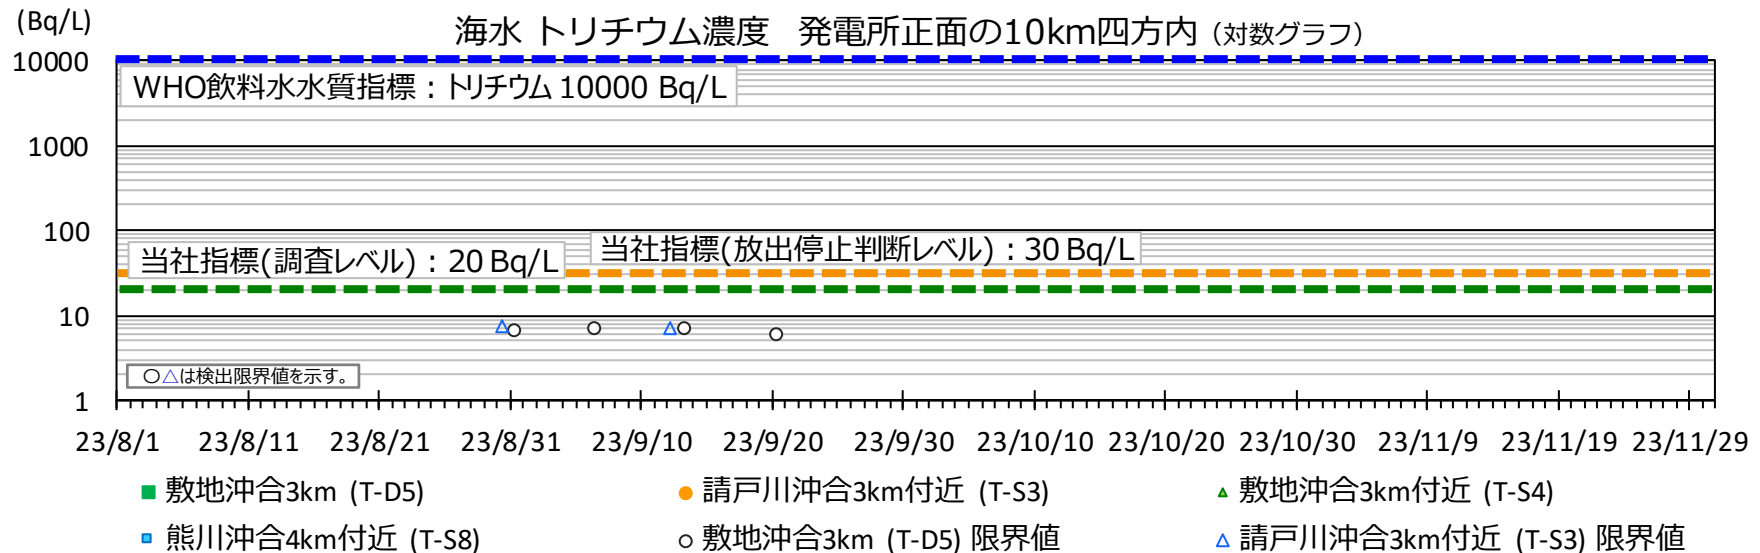 (Bq/L)
海水 トリチウム濃度 発電所正面の10km四方内 (対数グラフ)
10000
WHO飲料水水質指標：トリチウム 10000 Bq/L
1000
100
当社指標(調査レベル)：20 Bq/L
当社指標(放出停止判断レベル)：30 Bq/L
10
○△は検出限界値を示す。
1
23/8/1 23/8/11 23/8/21 23/8/31 23/9/10 23/9/20 23/9/30 23/10/10 23/10/20 23/10/30 23/11/9 23/11/19 23/11/29
敷地沖合3km (T-D5) 請戸川沖合3km付近 (T-S3) 敷地沖合3km付近 (T-S4)
熊川沖合4km付近 (T-S8) 敷地沖合3km (T-D5) 限界値 請戸川沖合3km付近 (T-S3) 限界値